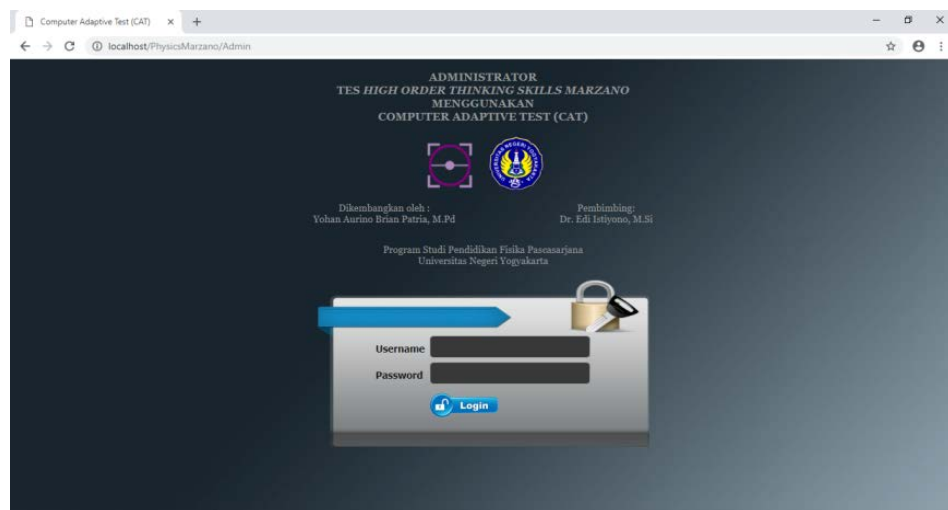 Computer Adaptive Test (CAT)
localhost/PhysicsMarzano/Admin
ADMINISTRATOR
TES HIGH ORDER THINKING SKILLS MARZANO
MENGGUNAKAN
COMPUTER ADAPTIVE TEST (CAT)
Dikembangkan oleh :
Yohan Aurino Brian Patria, M.Pd
Pembimbing:
Dr. Edi Istiyono, M.Si
Program Studi Pendidikan Fisika Pascasarjana
Universitas Negeri Yogyakarta
Username
Password
Login